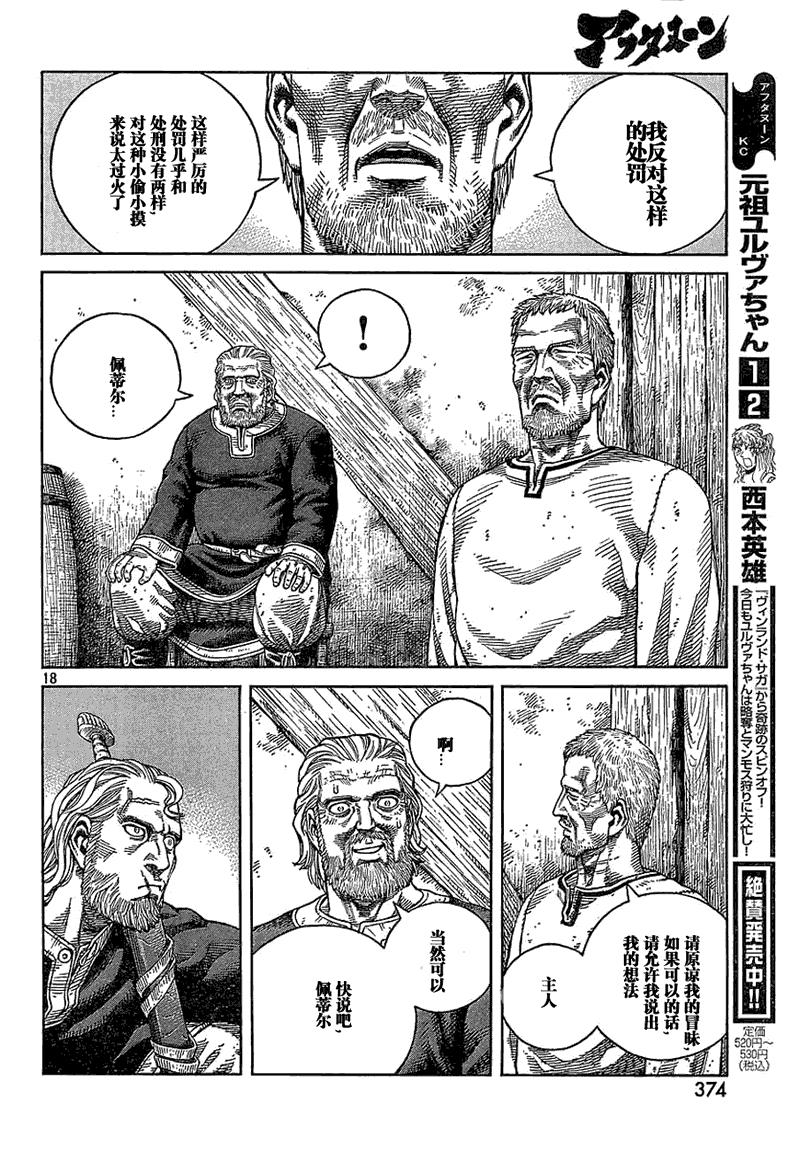 アフタヌーン
我反对这样
的处罚
这样严厉的
处罚几乎和
处刑没有两样,
对这种小偷小摸
来说太过火了
!
佩蒂尔
…
18
主人
请原谅我的冒昧,
如果可以的话,
请允许我说出
我的想法
啊…
当然可以
快说吧,
佩蒂尔
アフタヌーン
KC
元祖ユルヴァちゃん
1
2
西本英雄
『ヴィンランド・サガ』から奇跡のスピンオフ!
今日もユルヴァちゃんは略奪とマンモス狩りに大忙し!
絶賛発売中!!
定価
520円〜
530円
(税込)
374